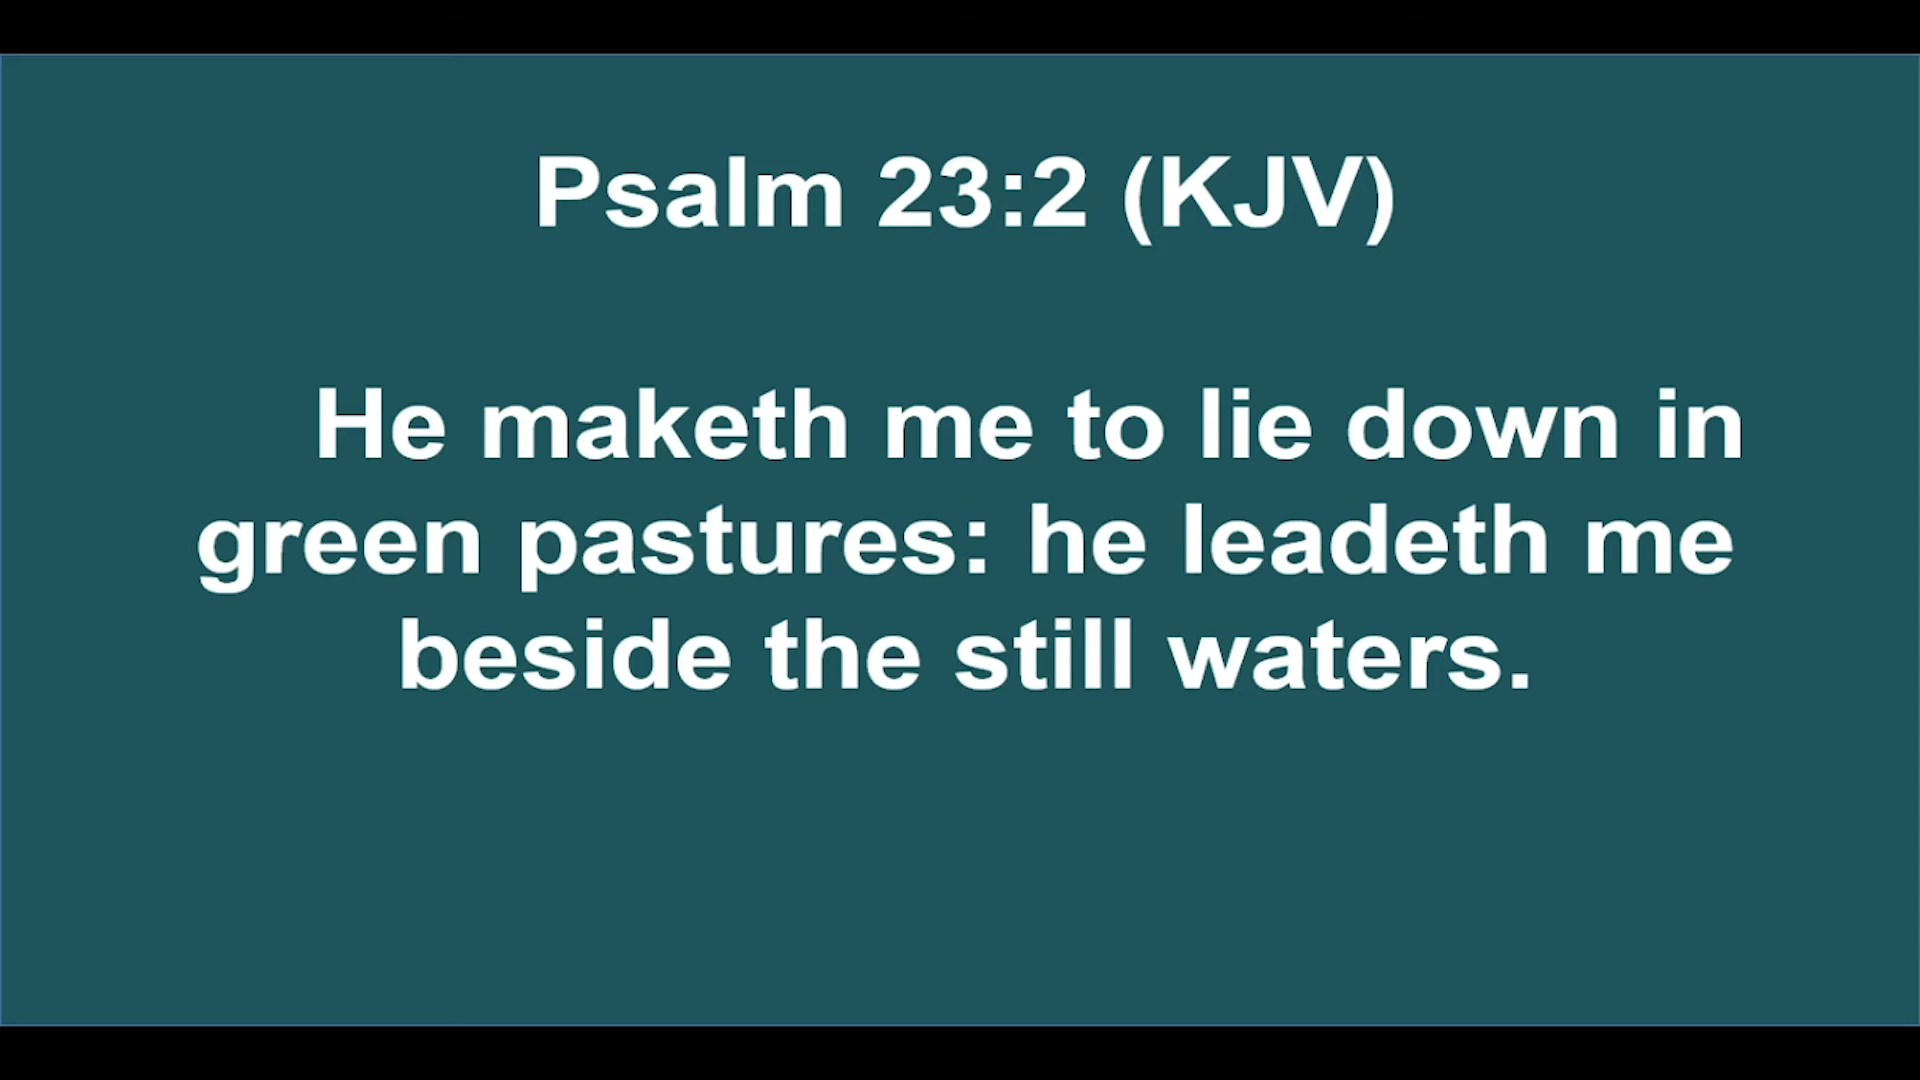 Psalm 23:2 (KJV)
He maketh me to lie down in
green pastures: he leadeth me
beside the still waters.